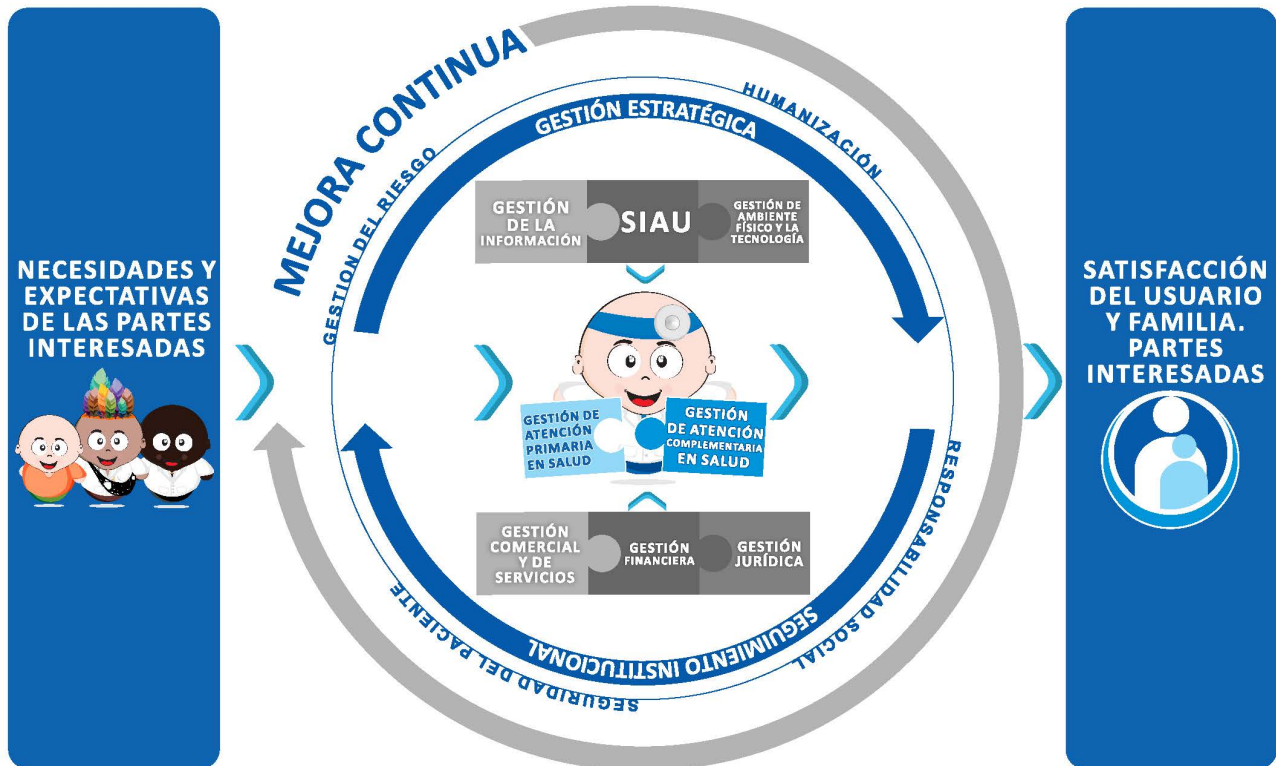 NECESIDADES Y
EXPECTATIVAS
DE LAS PARTES
INTERESADAS
MEJORA CONTINUA
GESTION DEL RIESGO
HUMANIZACIÓN
GESTIÓN ESTRATÉGICA
GESTIÓN
DE LA
INFORMACIÓN
SIAU
GESTIÓN DE
AMBIENTE
FÍSICO Y LA
TECNOLOGÍA
GESTIÓN DE
ATENCIÓN
PRIMARIA
EN SALUD
GESTIÓN
DE ATENCIÓN
COMPLEMENTARIA
EN SALUD
GESTIÓN
COMERCIAL
Y DE
SERVICIOS
GESTIÓN
FINANCIERA
GESTIÓN
JURÍDICA
SEGUIMIENTO INSTITUCIONAL
SEGURIDAD DEL PACIENTE
RESPONSABILIDAD SOCIAL
SATISFACCIÓN
DEL USUARIO
Y FAMILIA.
PARTES
INTERESADAS